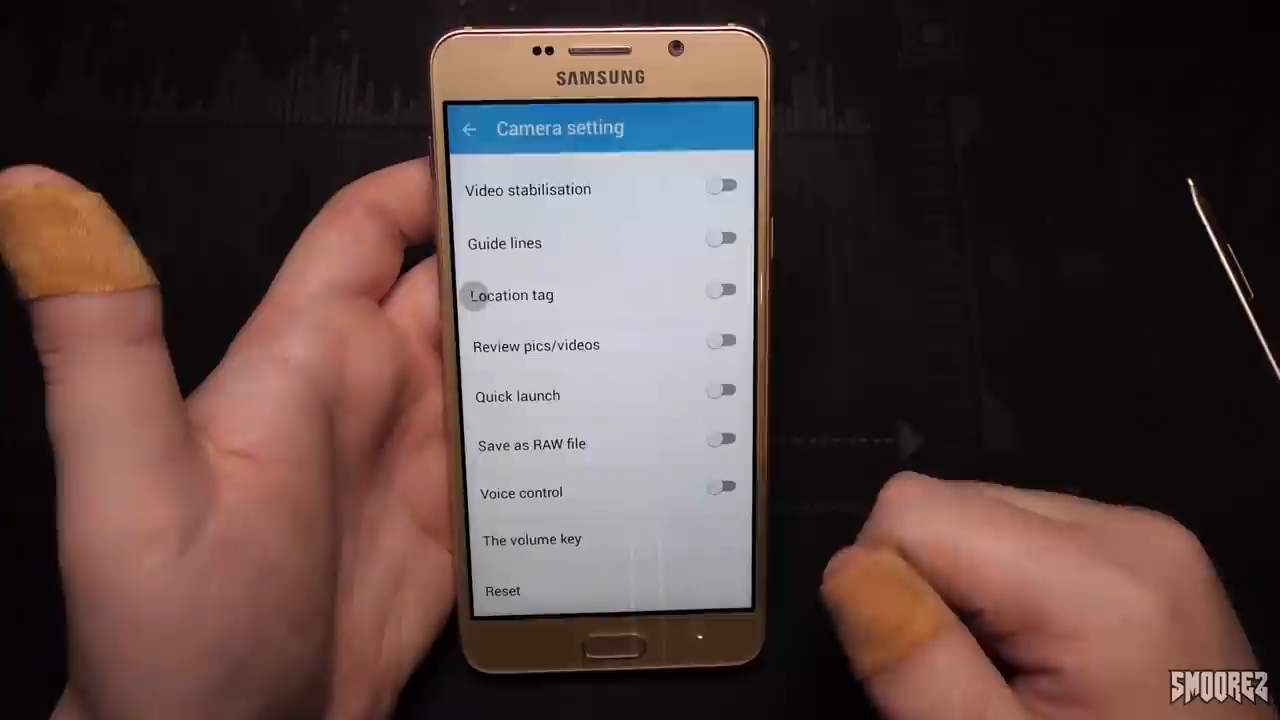 SAMSUNG
Camera setting
Video stabilisation
Guide lines
Location tag
Review pics/videos
Quick launch
Save as RAW file
Voice control
The volume key
Reset
SMOOREZ